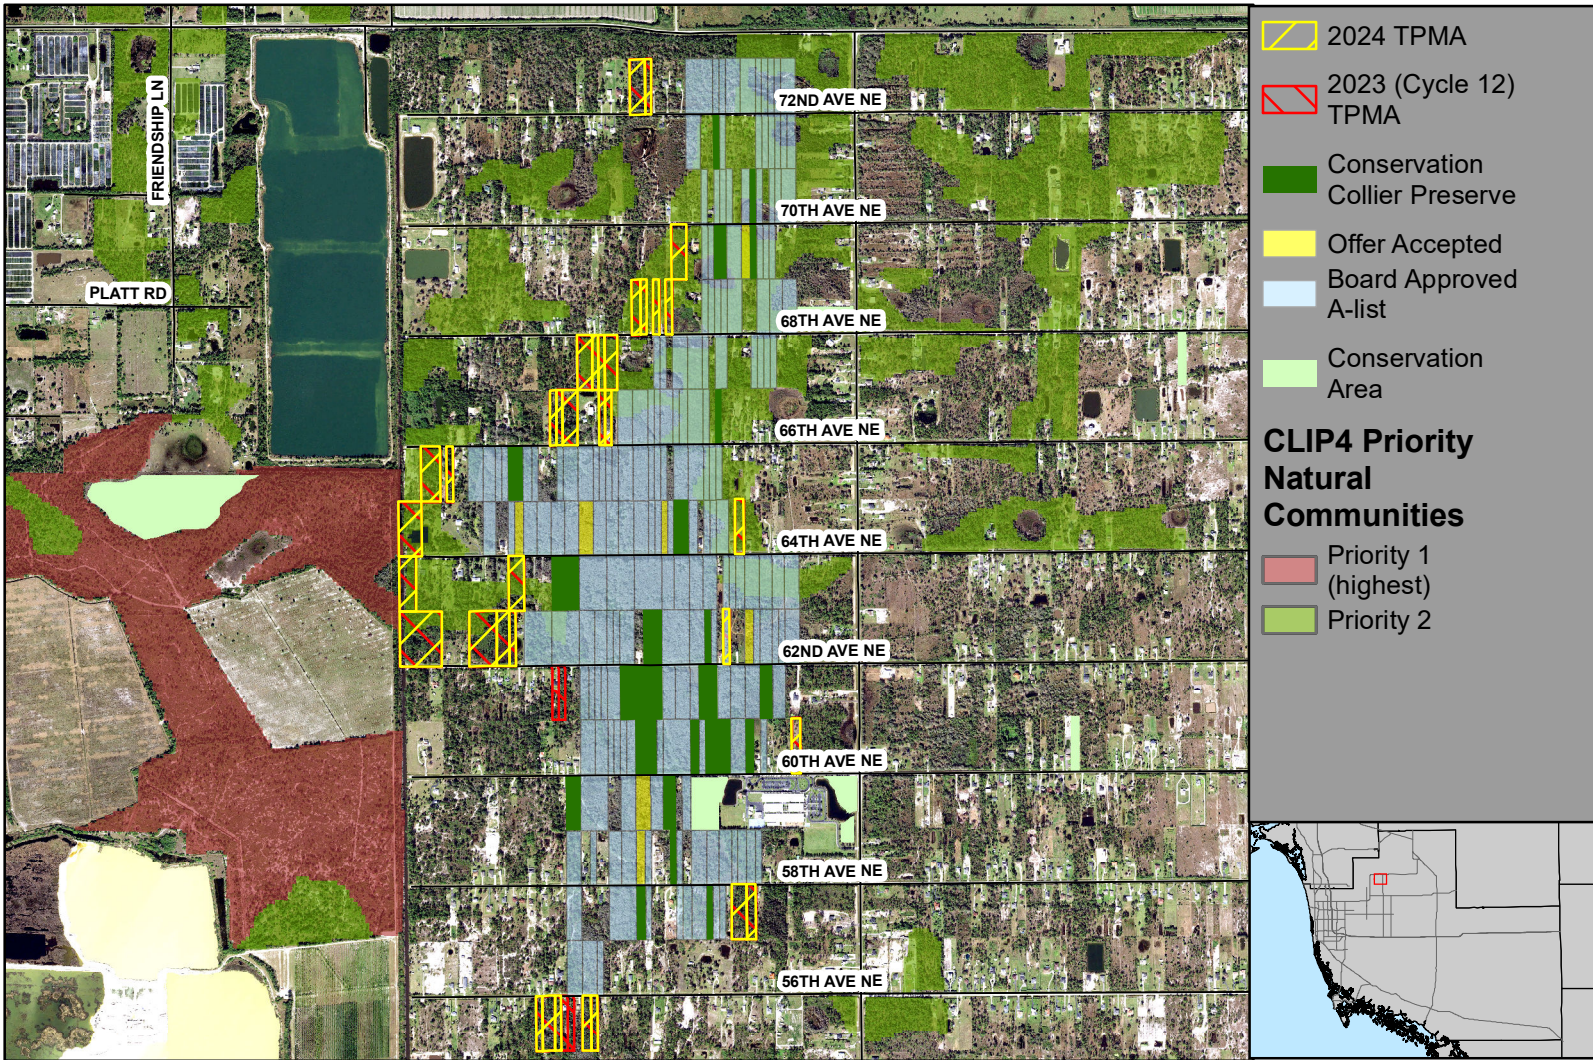 2024 TPMA
2023 (Cycle 12)
TPMA
Conservation
Collier Preserve
Offer Accepted
Board Approved
A-list
Conservation
Area
CLIP4 Priority
Natural
Communities
Priority 1
(highest)
Priority 2
FRIENDSHIP LN
PLATT RD
72ND AVE NE
70TH AVE NE
68TH AVE NE
66TH AVE NE
64TH AVE NE
62ND AVE NE
60TH AVE NE
58TH AVE NE
56TH AVE NE